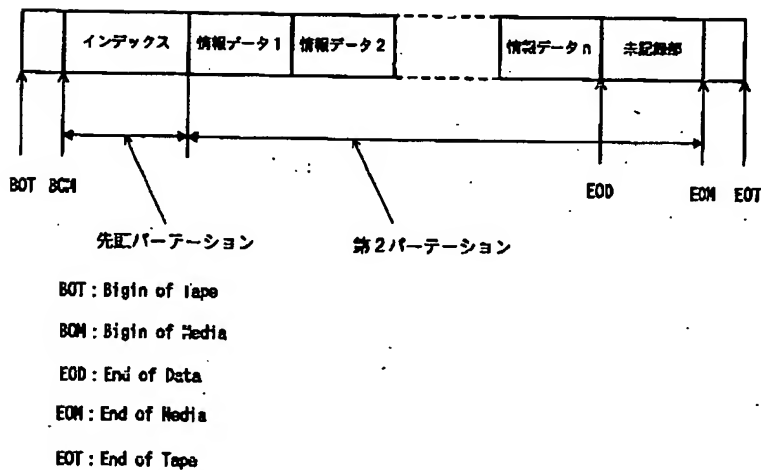 インデックス 情報データ1 情報データ2 情報データn 未記録部
BOT BOM EOD EOM EOT
先頭パーテーション 第2パーテーション
BOT : Bigin of Tape
BOM : Bigin of Media
EOD : End of Data
EOM : End of Media
EOT : End of Tape